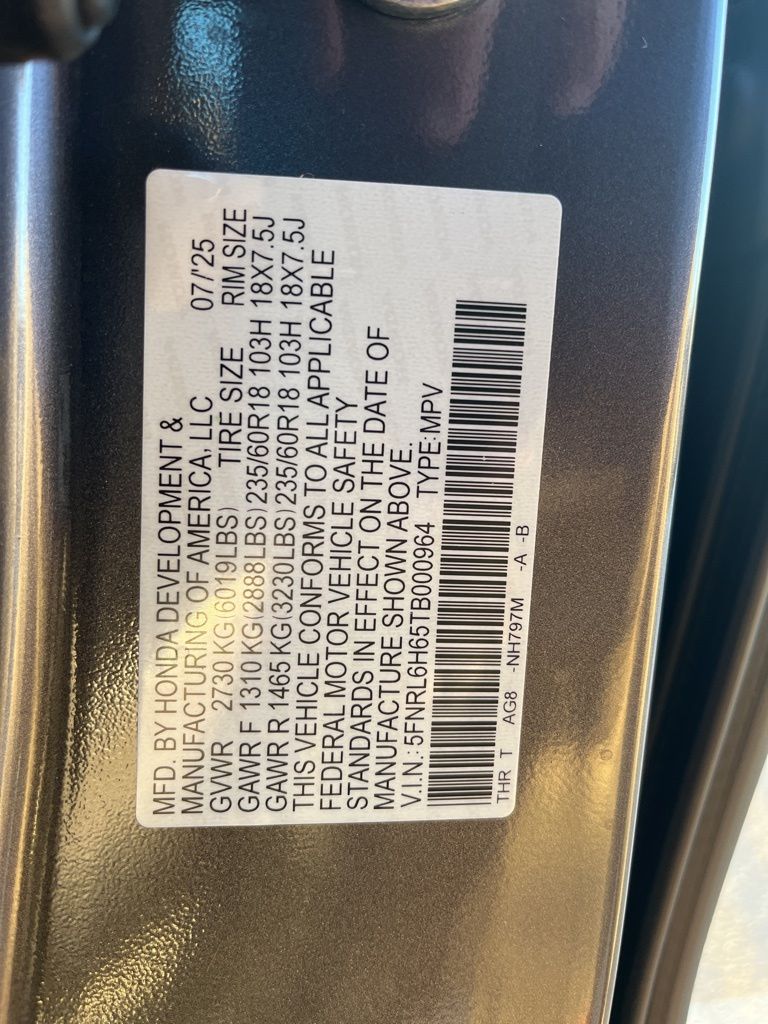 MFD. BY HONDA DEVELOPMENT &
MANUFACTURING OF AMERICA, LLC 07/'25
GVWR 2730 KG(6019LBS) TIRE SIZE RIM SIZE
GAWR F 1310 KG(2888LBS)235/60R18 103H 18X7.5J
GAWR R 1465 KG(3230LBS)235/60R18 103H 18X7.5J
THIS VEHICLE CONFORMS TO ALL APPLICABLE
FEDERAL MOTOR VEHICLE SAFETY
STANDARDS IN EFFECT ON THE DATE OF
MANUFACTURE SHOWN ABOVE.
V.I.N.:5FNRL6H65TB000964 TYPE:MPV
THR T AG8 -NH797M -A -B